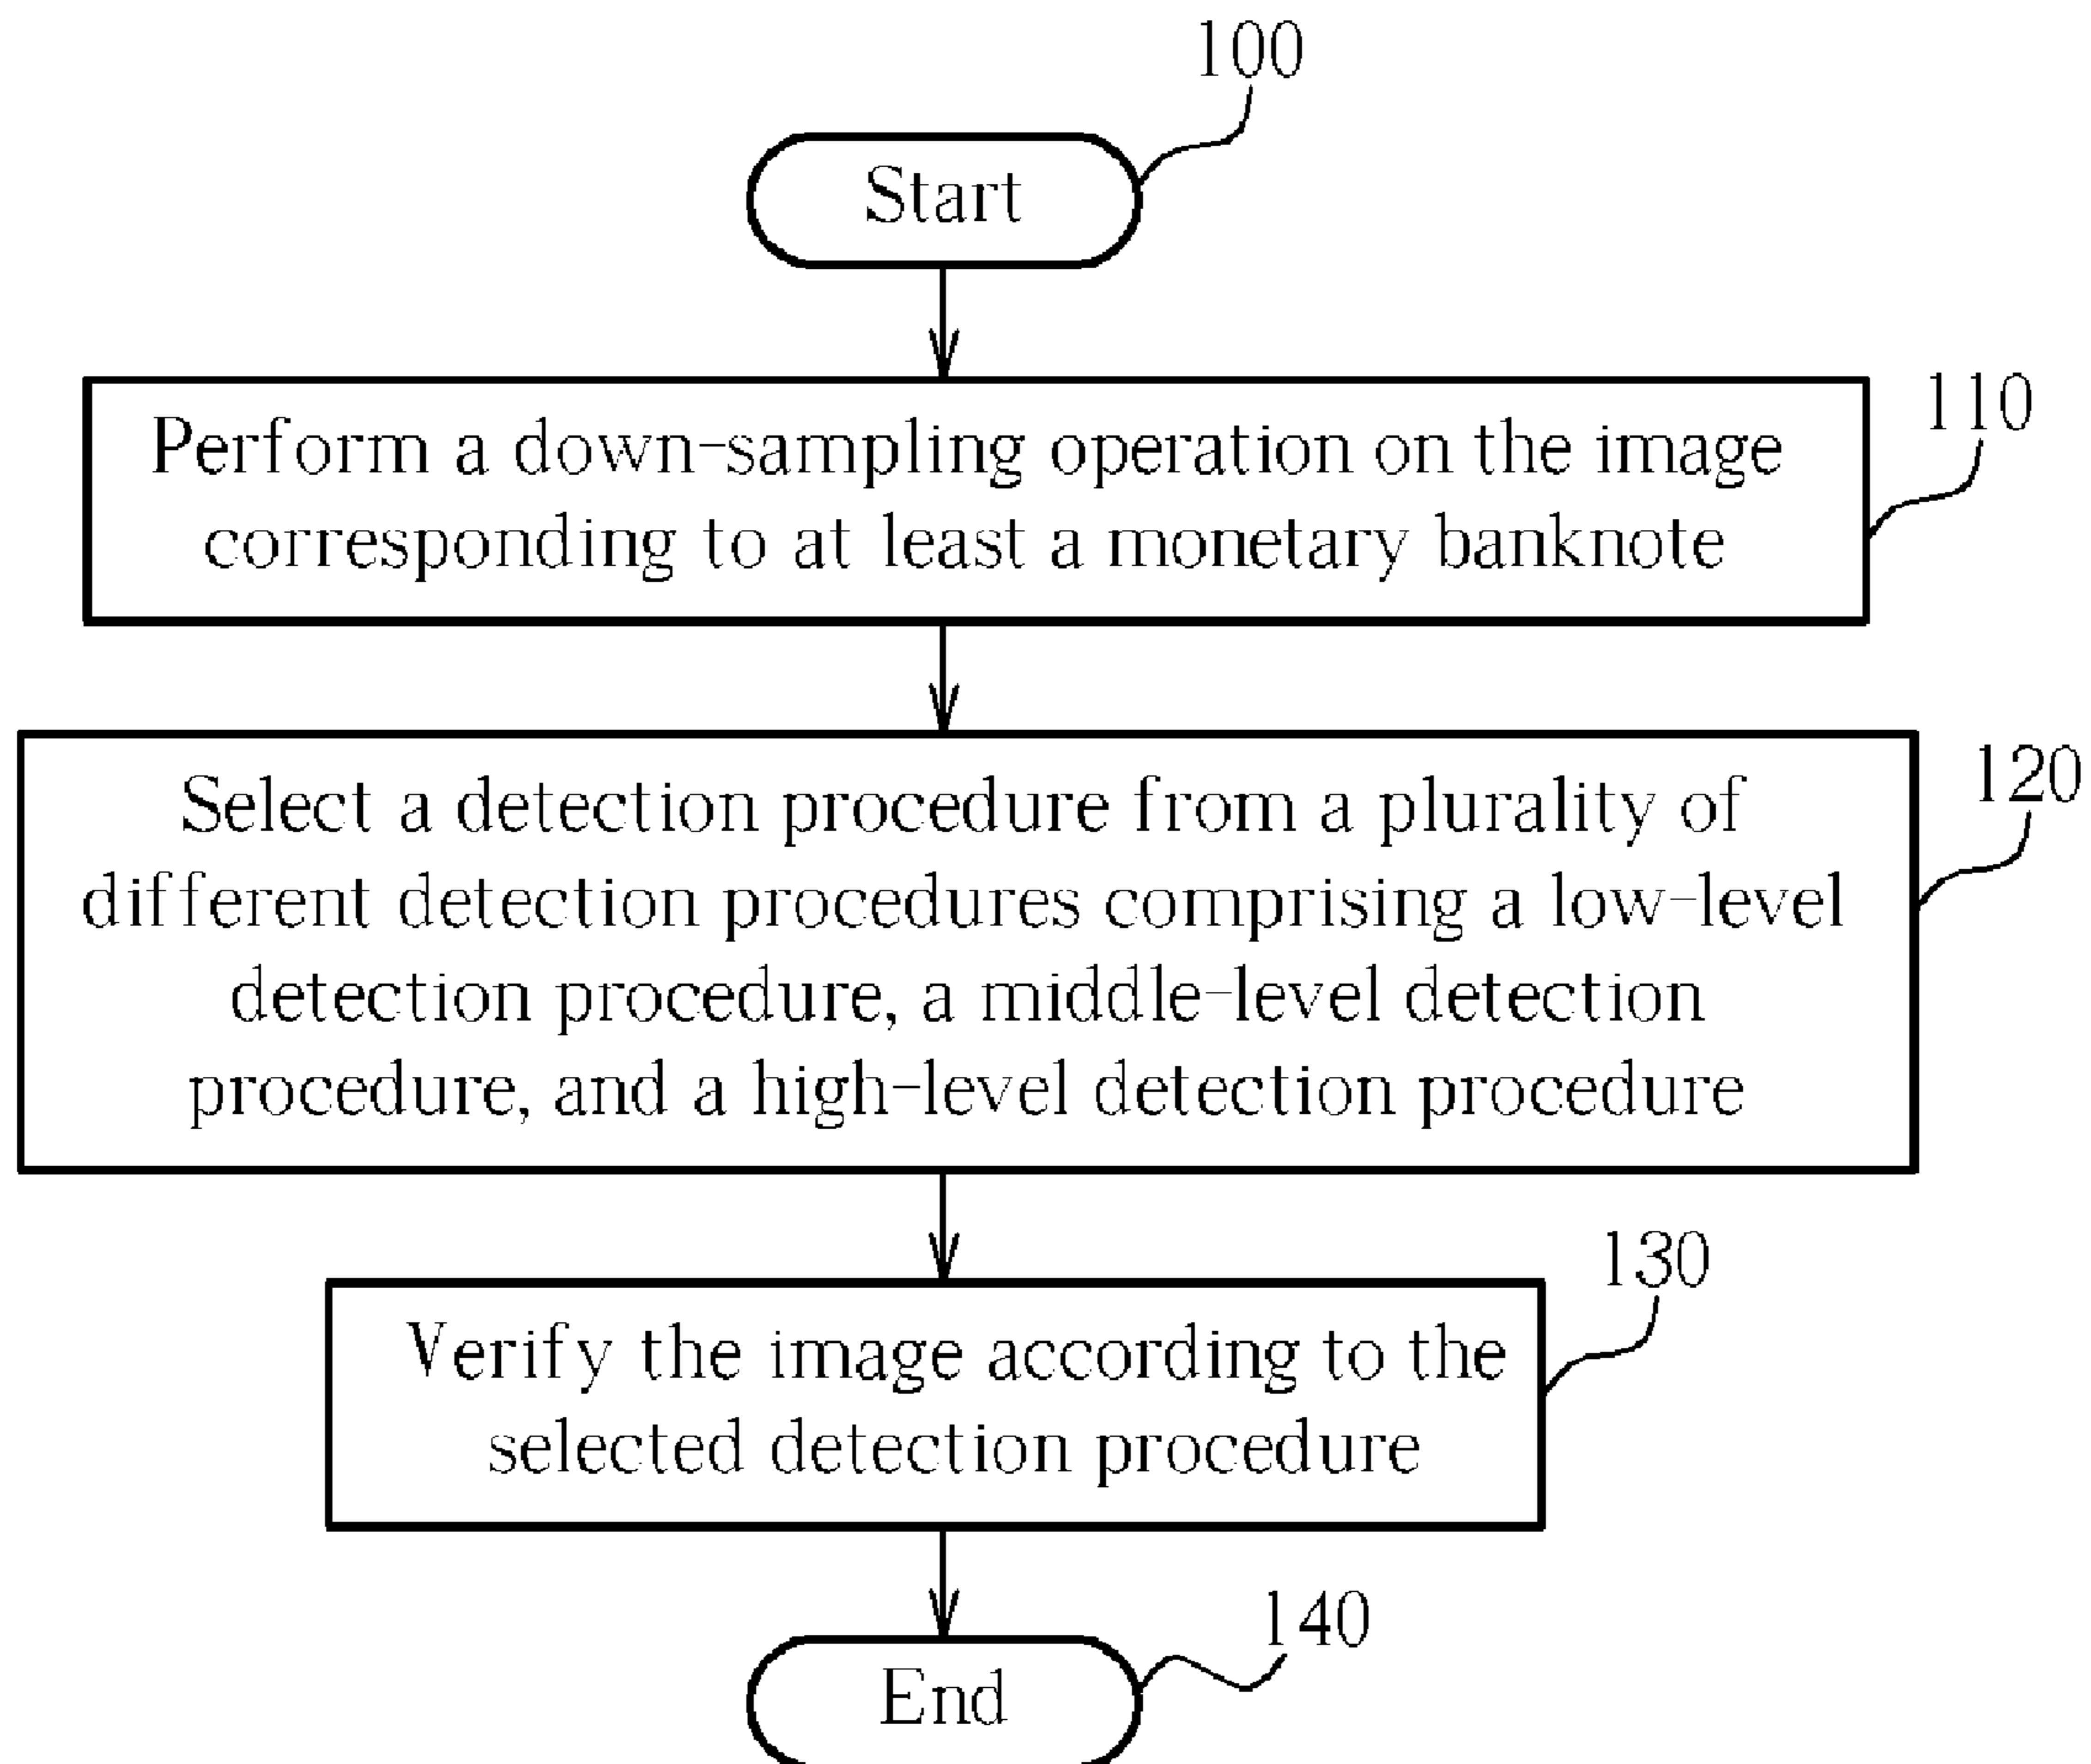 100
Start
110
Perform a down-sampling operation on the image
corresponding to at least a monetary banknote
120
Select a detection procedure from a plurality of
different detection procedures comprising a low-level
detection procedure, a middle-level detection
procedure, and a high-level detection procedure
130
Verify the image according to the
selected detection procedure
140
End